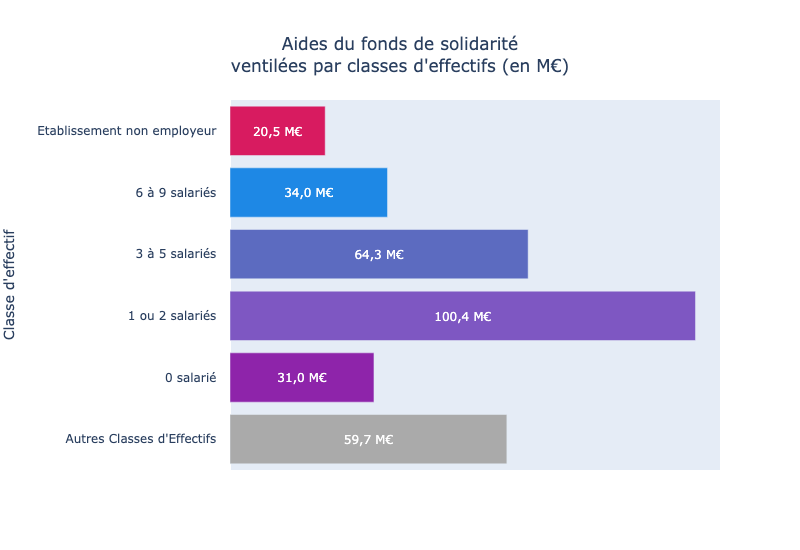 Aides du fonds de solidarité
ventilées par classes d'effectifs (en M€)
Classe d'effectif
Etablissement non employeur
20,5 M€
6 à 9 salariés
34,0 M€
3 à 5 salariés
64,3 M€
1 ou 2 salariés
100,4 M€
0 salarié
31,0 M€
Autres Classes d'Effectifs
59,7 M€